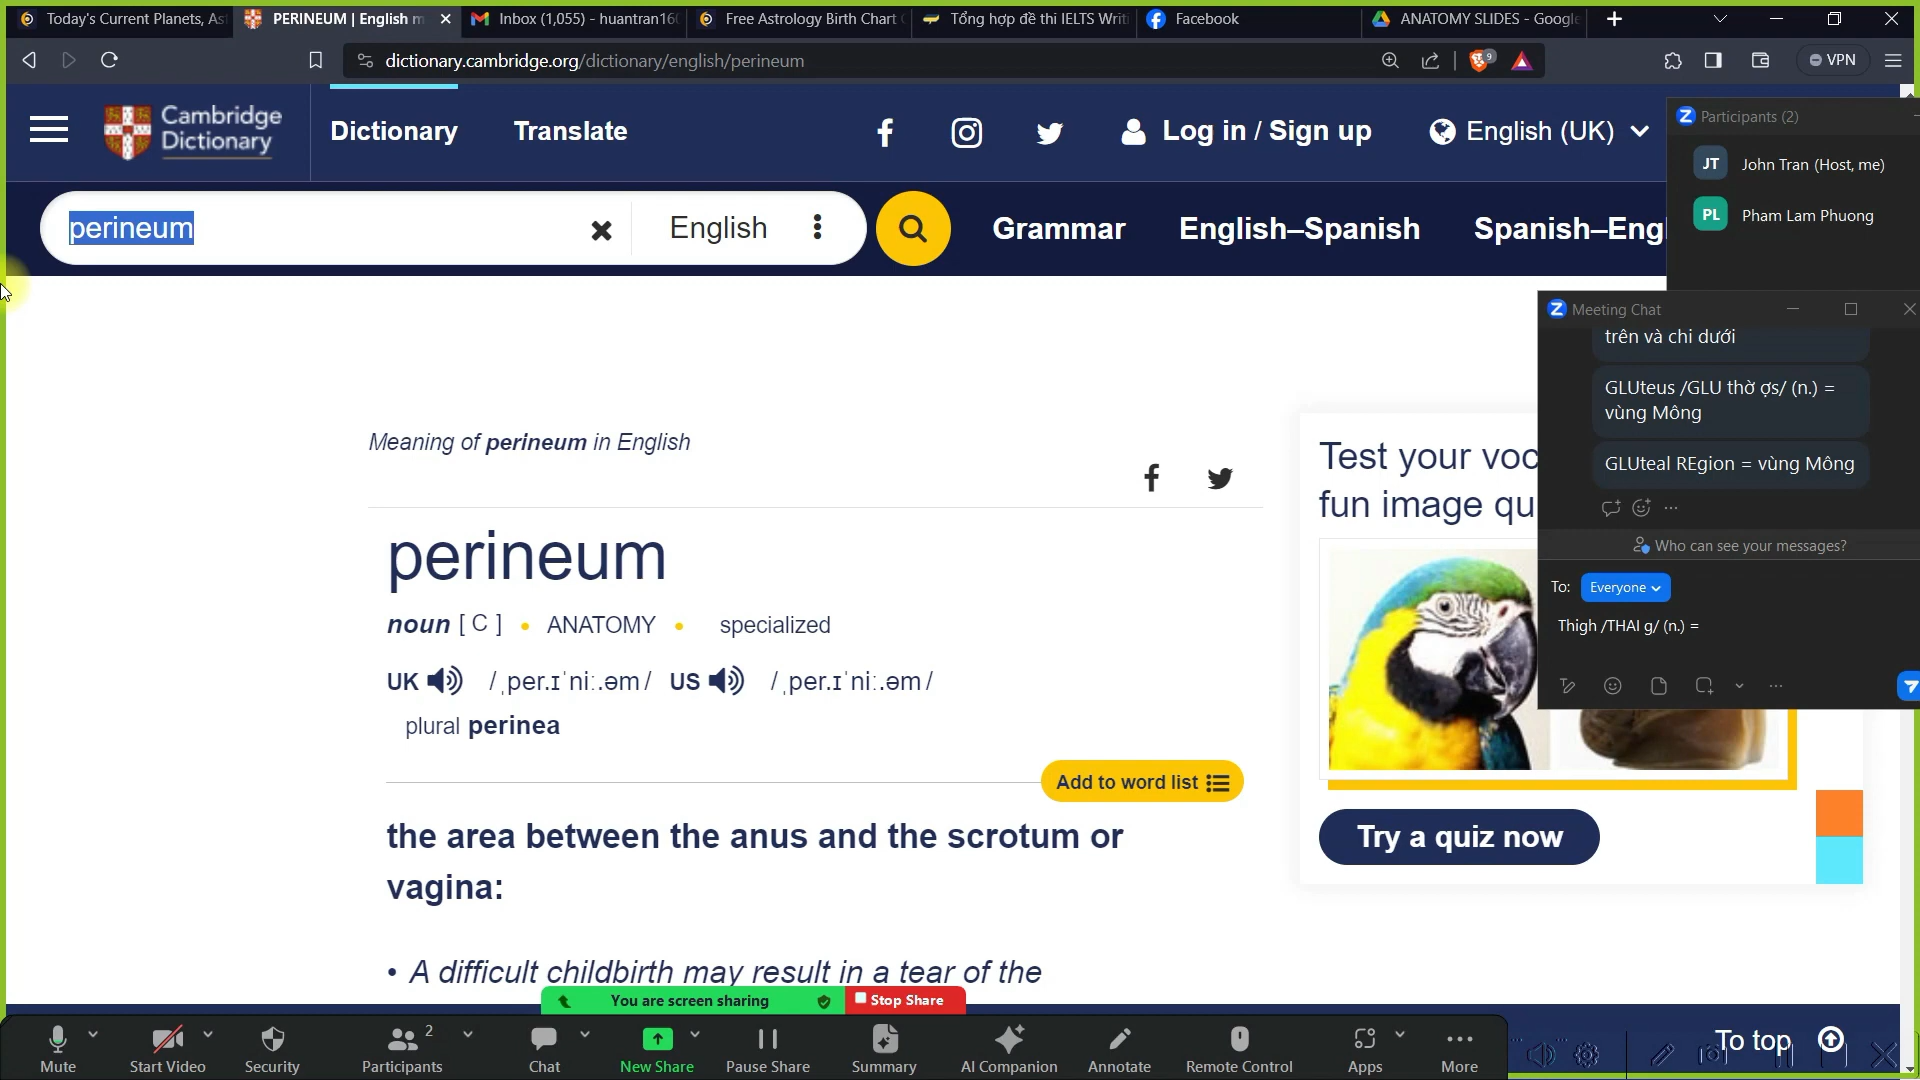 Today's Current Planets, As
PERINEUM | English m
Inbox (1,055) - huantran16
Free Astrology Birth Chart
Tổng hợp đề thi IELTS Writi
Facebook
ANATOMY SLIDES - Google
dictionary.cambridge.org/dictionary/english/perineum
9
VPN
Cambridge Dictionary
Dictionary
Translate
Log in / Sign up
English (UK)
Participants (2)
JT John Tran (Host, me)
PL Pham Lam Phuong
perineum
English
Grammar
English–Spanish
Spanish–Engl
Meeting Chat
trên và chi dưới
GLUteus /GLU thờ ợs/ (n.) =
vùng Mông
GLUteal REgion = vùng Mông
Who can see your messages?
To: Everyone
Thigh /THAI g/ (n.) =
Meaning of perineum in English
Test your voc
fun image qu
perineum
noun [ C ] • ANATOMY • specialized
UK /ˌper.ɪˈniː.əm/ US /ˌper.ɪˈniː.əm/
plural perinea
Add to word list
the area between the anus and the scrotum or
vagina:
Try a quiz now
• A difficult childbirth may result in a tear of the
You are screen sharing
Stop Share
Mute
Start Video
Security
Participants
2
Chat
New Share
Pause Share
Summary
AI Companion
Annotate
Remote Control
Apps
More
To top